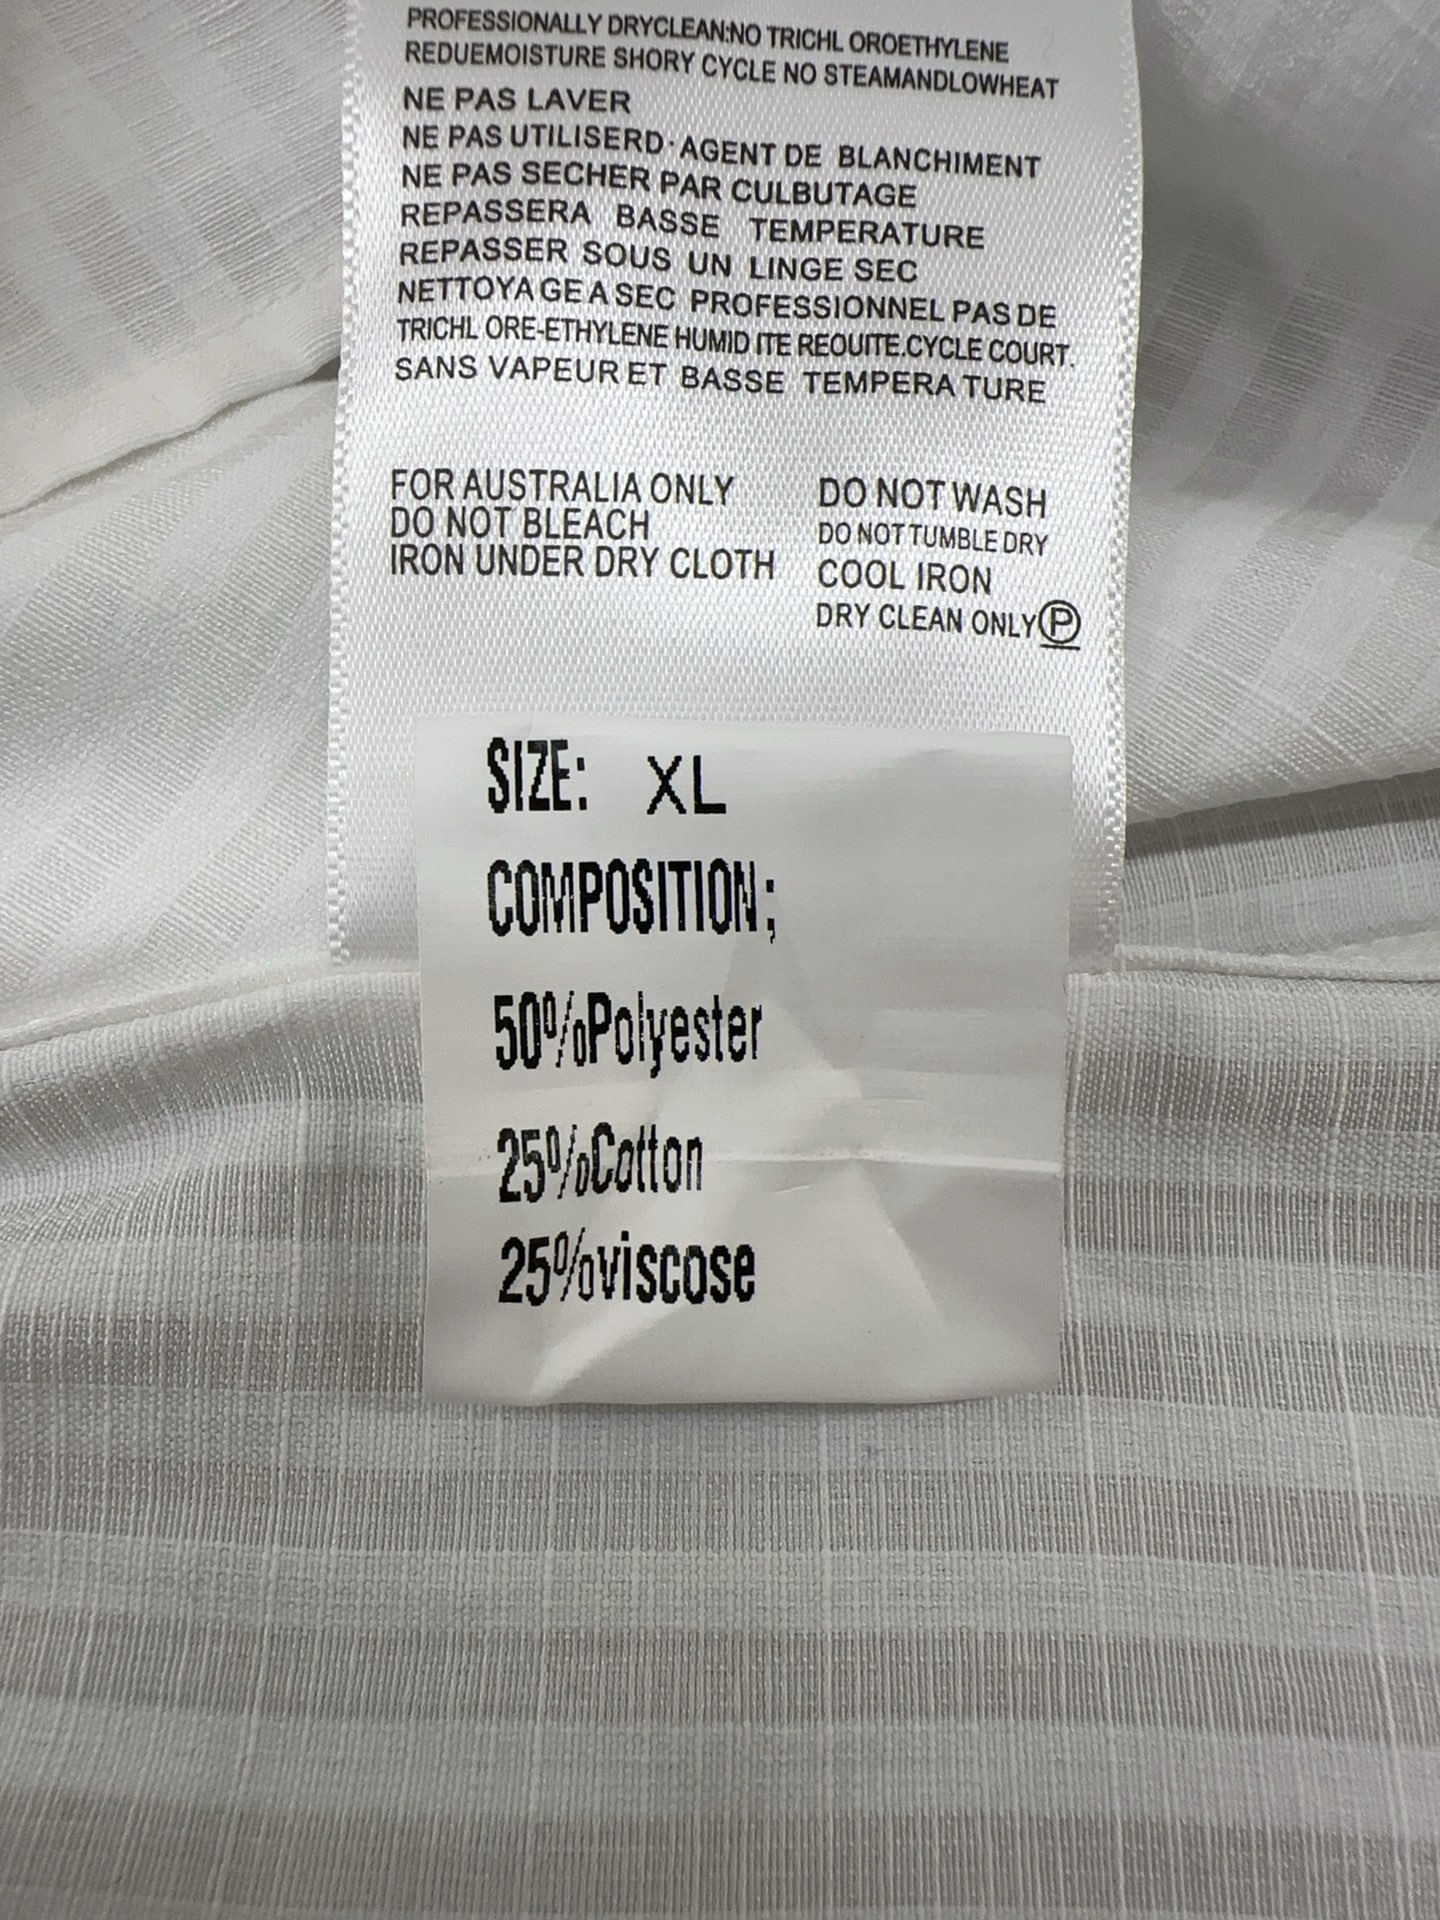 PROFESSIONALLY DRYCLEAN:NO TRICHL OROETHYLENE
REDUEMOISTURE SHORY CYCLE NO STEAMANDLOWHEAT
NE PAS LAVER
NE PAS UTILISERD·AGENT DE BLANCHIMENT
NE PAS SECHER PAR CULBUTAGE
REPASSERA BASSE TEMPERATURE
REPASSER SOUS UN LINGE SEC
NETTOYAGE A SEC PROFESSIONNEL PAS DE
TRICHL ORE-ETHYLENE HUMID ITE REOUITE.CYCLE COURT.
SANS VAPEUR ET BASSE TEMPERA TURE
FOR AUSTRALIA ONLY
DO NOT BLEACH
IRON UNDER DRY CLOTH
DO NOT WASH
DO NOT TUMBLE DRY
COOL IRON
DRY CLEAN ONLY Ⓟ
SIZE: XL
COMPOSITION;
50%Polyester
25%Cotton
25%viscose